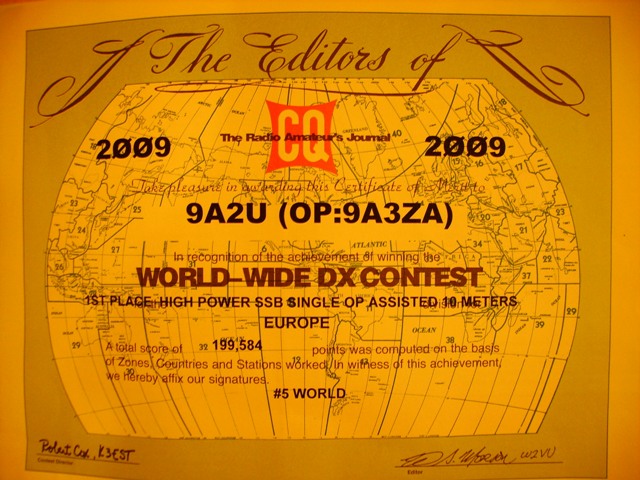 The Editors of
2009
CQ
The Radio Amateur's Journal
2009
Take pleasure in awarding this Certificate of Merit to
9A2U (OP:9A3ZA)
In recognition of the achievement of winning the
WORLD-WIDE DX CONTEST
1ST PLACE HIGH POWER SSB SINGLE OP ASSISTED 10 METERS
EUROPE
A total score of 199,584 points was computed on the basis
of Zones, Countries and Stations worked. In witness of this achievement,
we hereby affix our signatures.
#5 WORLD
ATLANTIC
OCEAN
Robert Cox, K3EST
Contest Director
W2VU
Editor